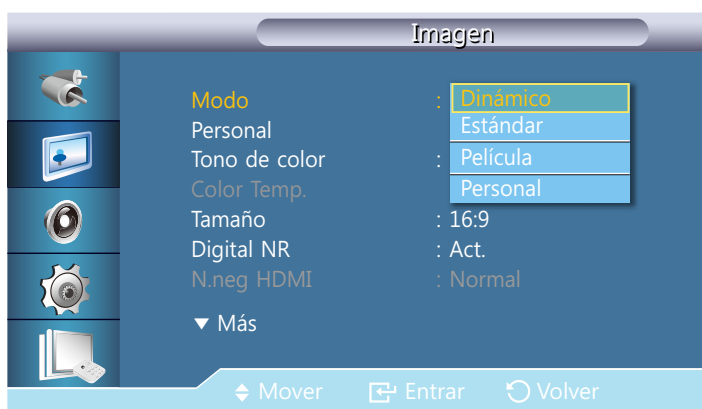 Imagen
Modo : Dinámico
Personal Estándar
Tono de color : Película
Color Temp. Personal
Tamaño : 16:9
Digital NR : Act.
N.neg HDMI : Normal
▼ Más
Mover Entrar Volver